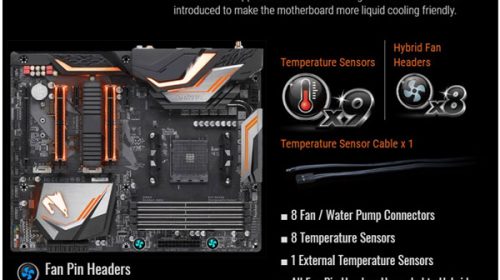 introduced to make the motherboard more liquid cooling friendly.
Temperature Sensors
Hybrid Fan
Headers
x9
x8
Temperature Sensor Cable x 1
■ 8 Fan / Water Pump Connectors
■ 8 Temperature Sensors
■ 1 External Temperature Sensors
Fan Pin Headers